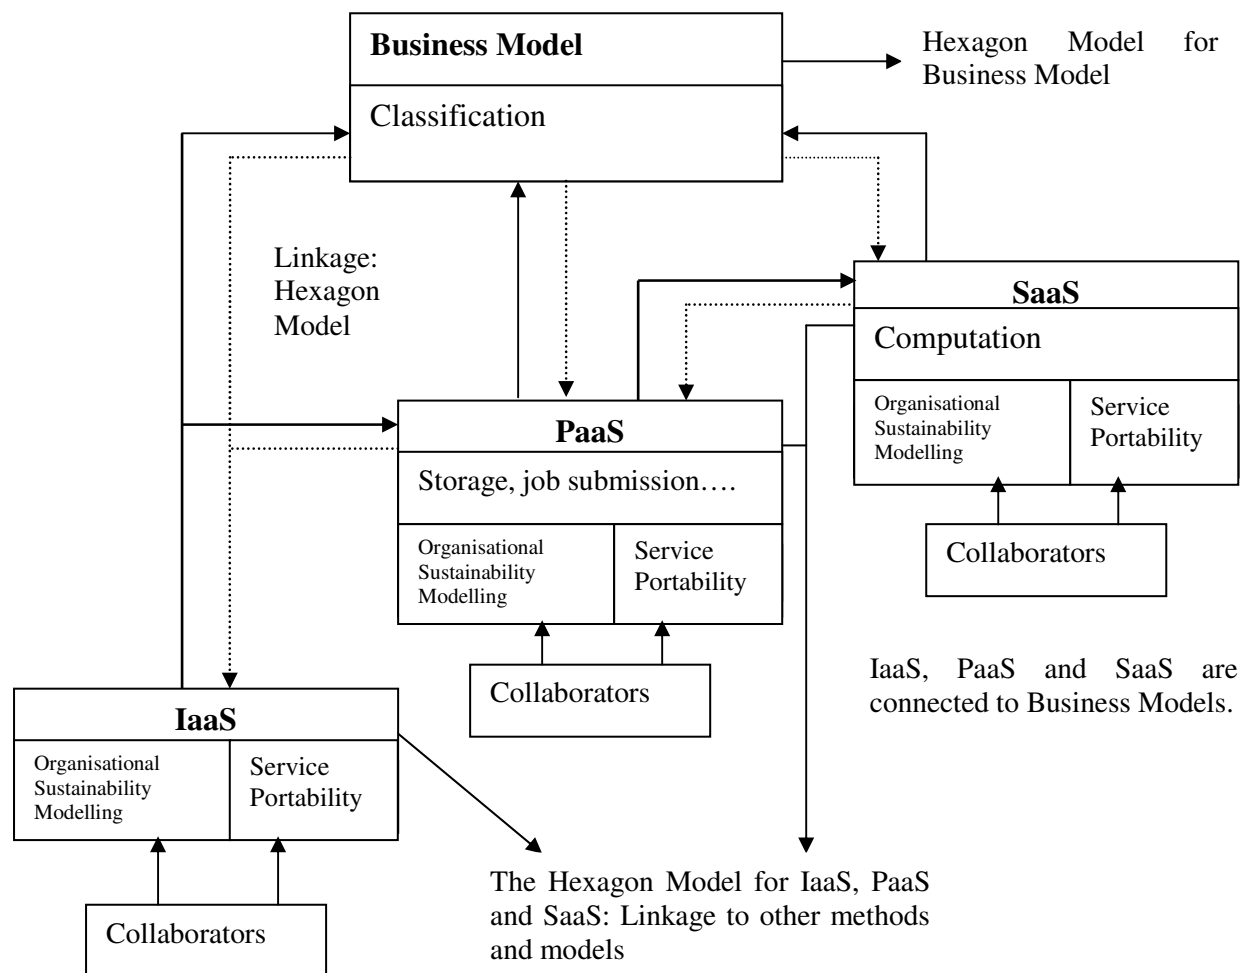 Business Model
Classification
Hexagon Model for
Business Model
Linkage:
Hexagon
Model
SaaS
Computation
Organisational
Sustainability
Modelling
Service
Portability
Collaborators
PaaS
Storage, job submission….
Organisational
Sustainability
Modelling
Service
Portability
Collaborators
IaaS, PaaS and SaaS are
connected to Business Models.
IaaS
Organisational
Sustainability
Modelling
Service
Portability
Collaborators
The Hexagon Model for IaaS, PaaS
and SaaS: Linkage to other methods
and models